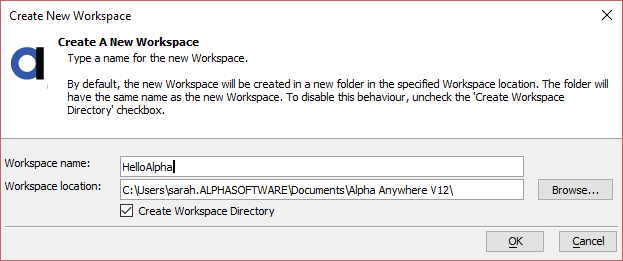 Create New Workspace
Create A New Workspace
Type a name for the new Workspace.
By default, the new Workspace will be created in a new folder in the specified Workspace location. The folder will
have the same name as the new Workspace. To disable this behaviour, uncheck the 'Create Workspace
Directory' checkbox.
Workspace name: HelloAlpha
Workspace location: C:\Users\sarah.ALPHASOFTWARE\Documents\Alpha Anywhere V12\ Browse...
Create Workspace Directory
OK Cancel